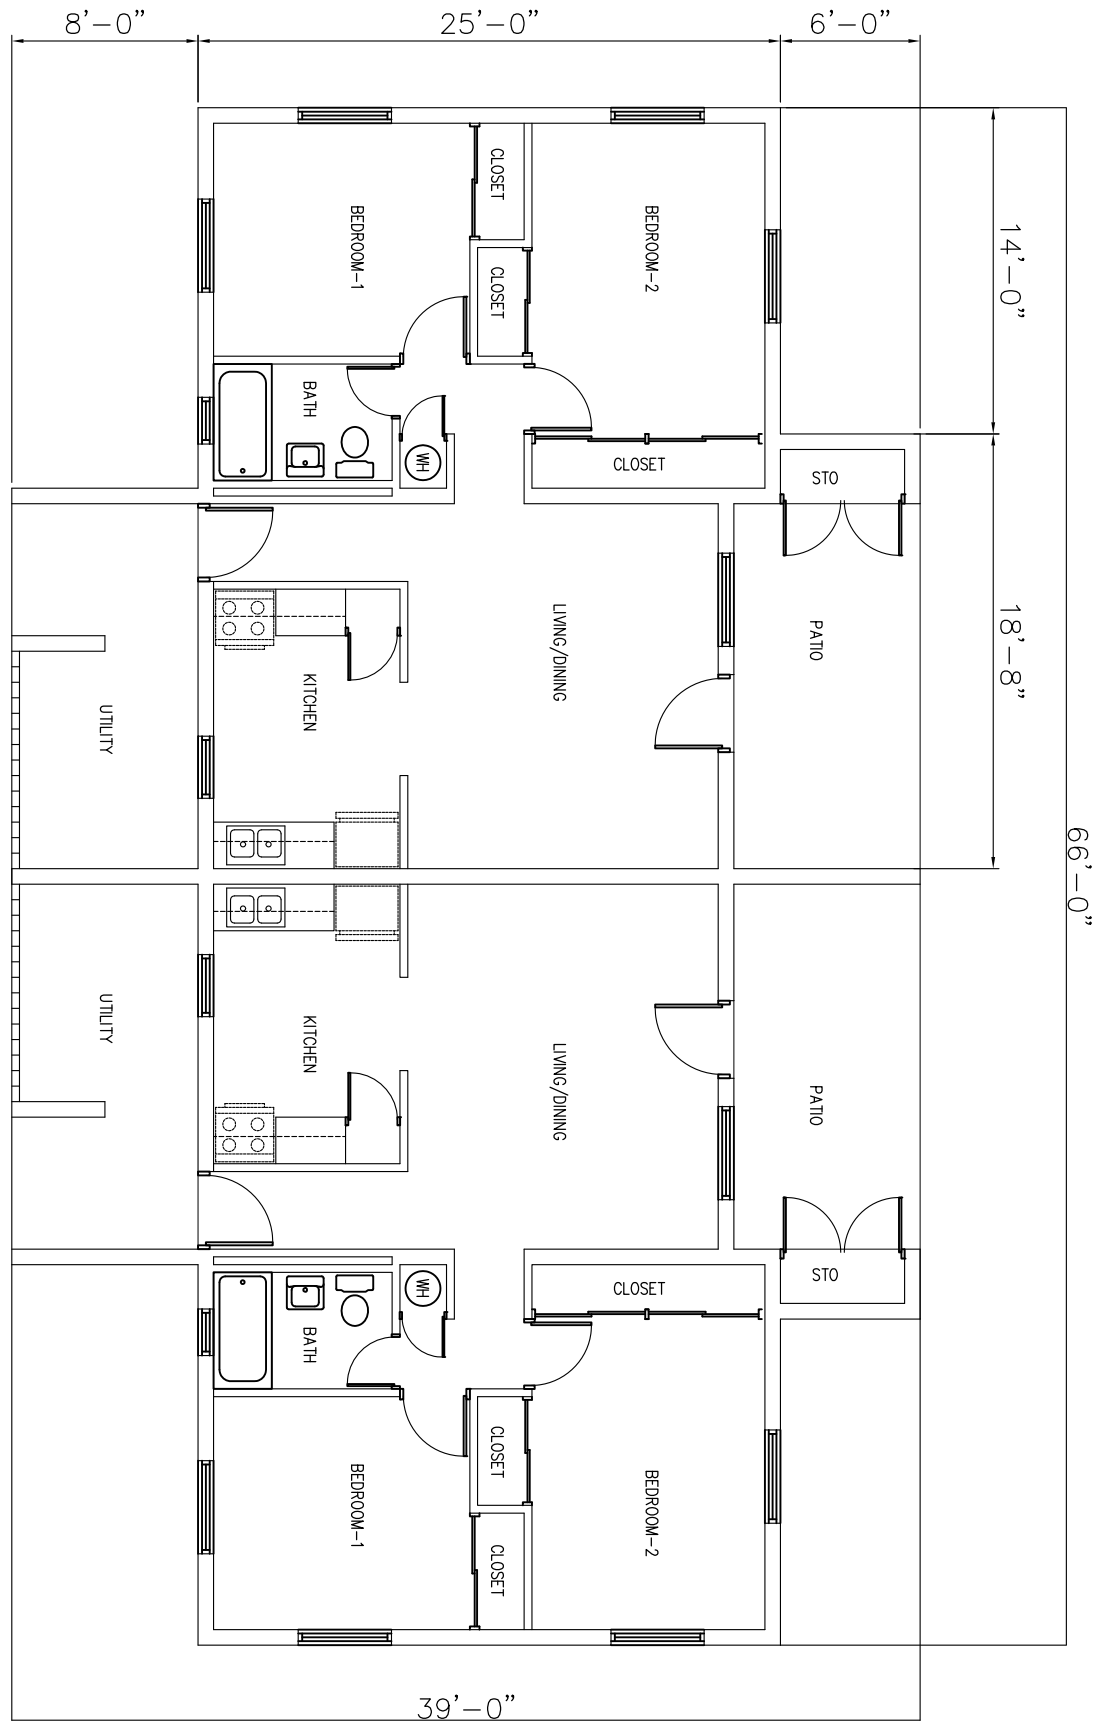 8'-0"
25'-0"
6'-0"
CLOSET
BEDROOM-1
BEDROOM-2
CLOSET
14'-0"
BATH
WH
CLOSET
STO
LIVING/DINING
PATIO
18'-8"
KITCHEN
UTILITY
66'-0"
UTILITY
KITCHEN
LIVING/DINING
PATIO
STO
CLOSET
WH
BATH
CLOSET
BEDROOM-1
BEDROOM-2
CLOSET
39'-0"